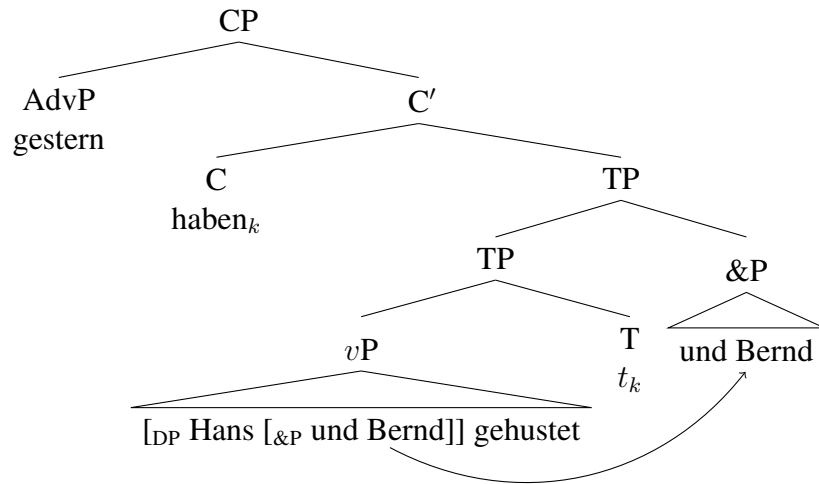 CP
AdvP C′
gestern
C TP
haben_k
TP &P
vP T und Bernd
t_k
[DP Hans [&P und Bernd]] gehustet